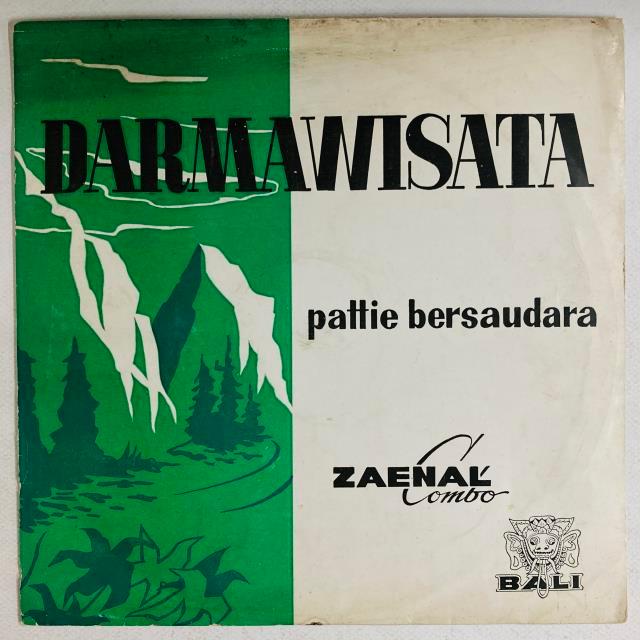 DARMAWISATA
pattie bersaudara
ZAENAL
Combo
BALI